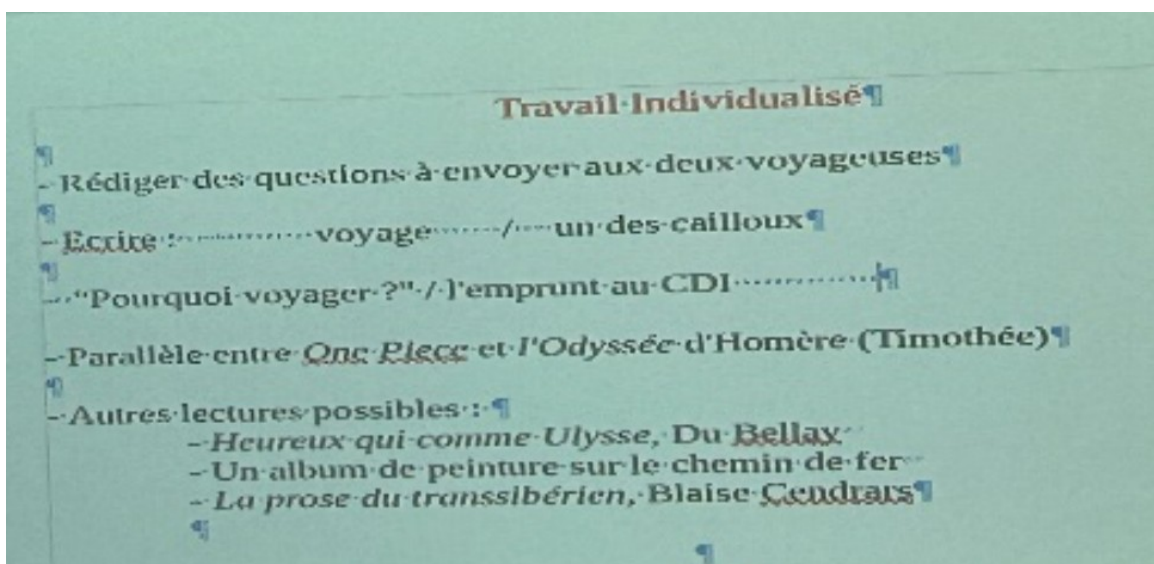 Travail Individualisé
- Rédiger des questions à envoyer aux deux voyageuses
- Ecrire : voyage / un des cailloux
- "Pourquoi voyager ?" / l'emprunt au CDI
- Parallèle entre One Piece et l'Odyssée d'Homère (Timothée)
- Autres lectures possibles :
- Heureux qui comme Ulysse, Du Bellay
- Un album de peinture sur le chemin de fer
- La prose du transsibérien, Blaise Cendrars